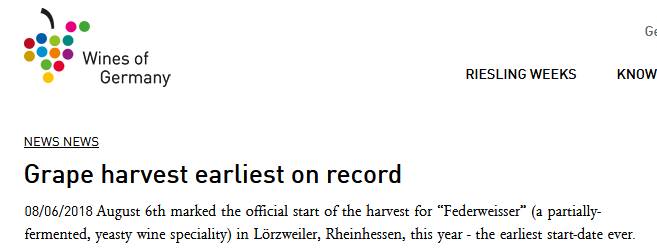 Wines of
Germany
Ge
RIESLING WEEKS KNOW
NEWS NEWS
Grape harvest earliest on record
08/06/2018 August 6th marked the official start of the harvest for “Federweisser” (a partially-
fermented, yeasty wine speciality) in Lörzweiler, Rheinhessen, this year - the earliest start-date ever.